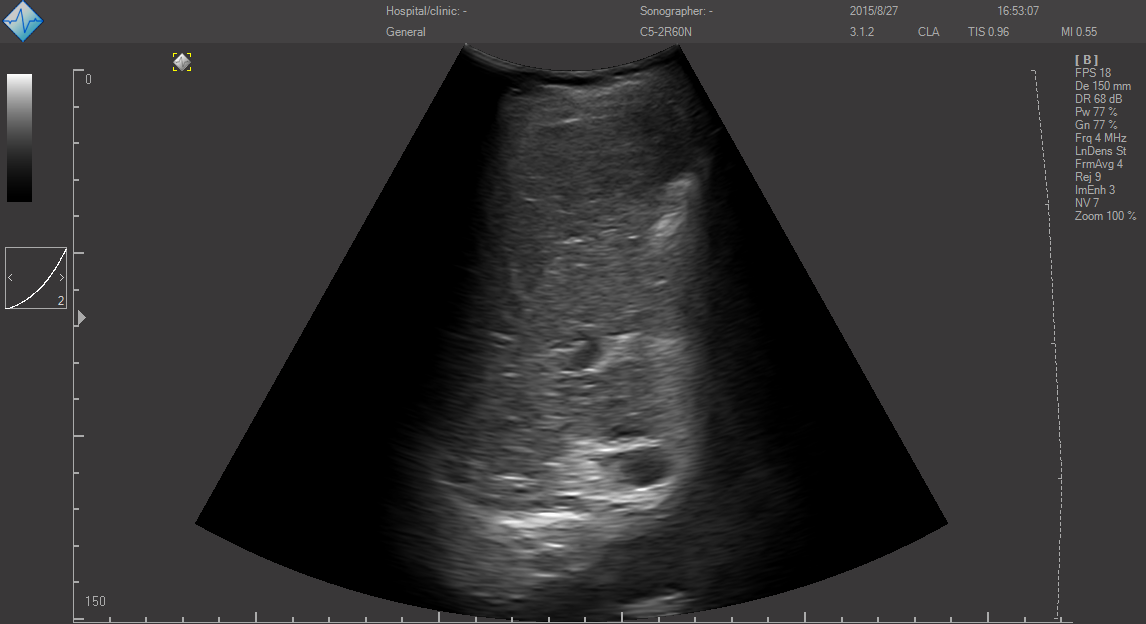 Hospital/clinic: - Sonographer: - 2015/8/27 16:53:07
General C5-2R60N 3.1.2 CLA TIS 0.96 MI 0.55
[ B ]
FPS 18
De 150 mm
DR 68 dB
Pw 77 %
Gn 77 %
Frq 4 MHz
LnDens St
FrmAvg 4
Rej 9
ImEnh 3
NV 7
Zoom 100 %
0
2
150